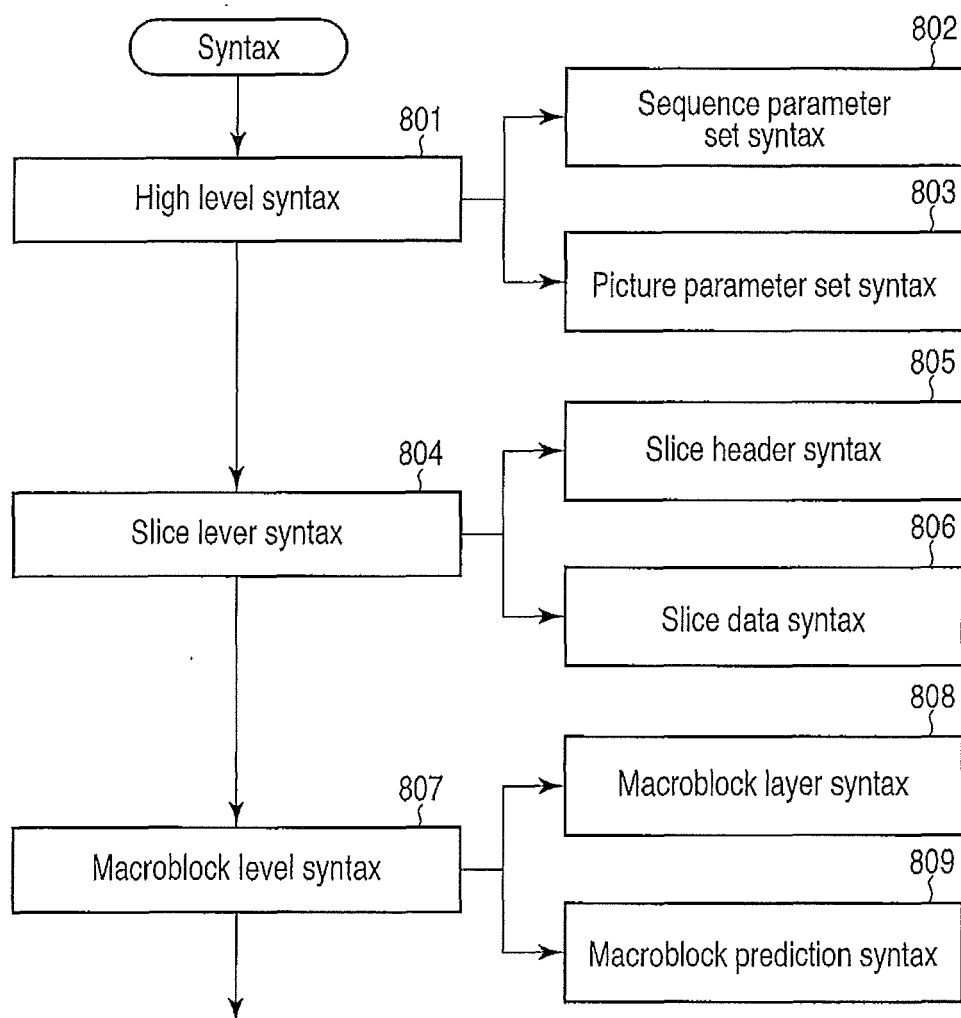 Syntax
802
Sequence parameter
set syntax
801
High level syntax
803
Picture parameter set syntax
805
Slice header syntax
804
Slice lever syntax
806
Slice data syntax
808
Macroblock layer syntax
807
Macroblock level syntax
809
Macroblock prediction syntax